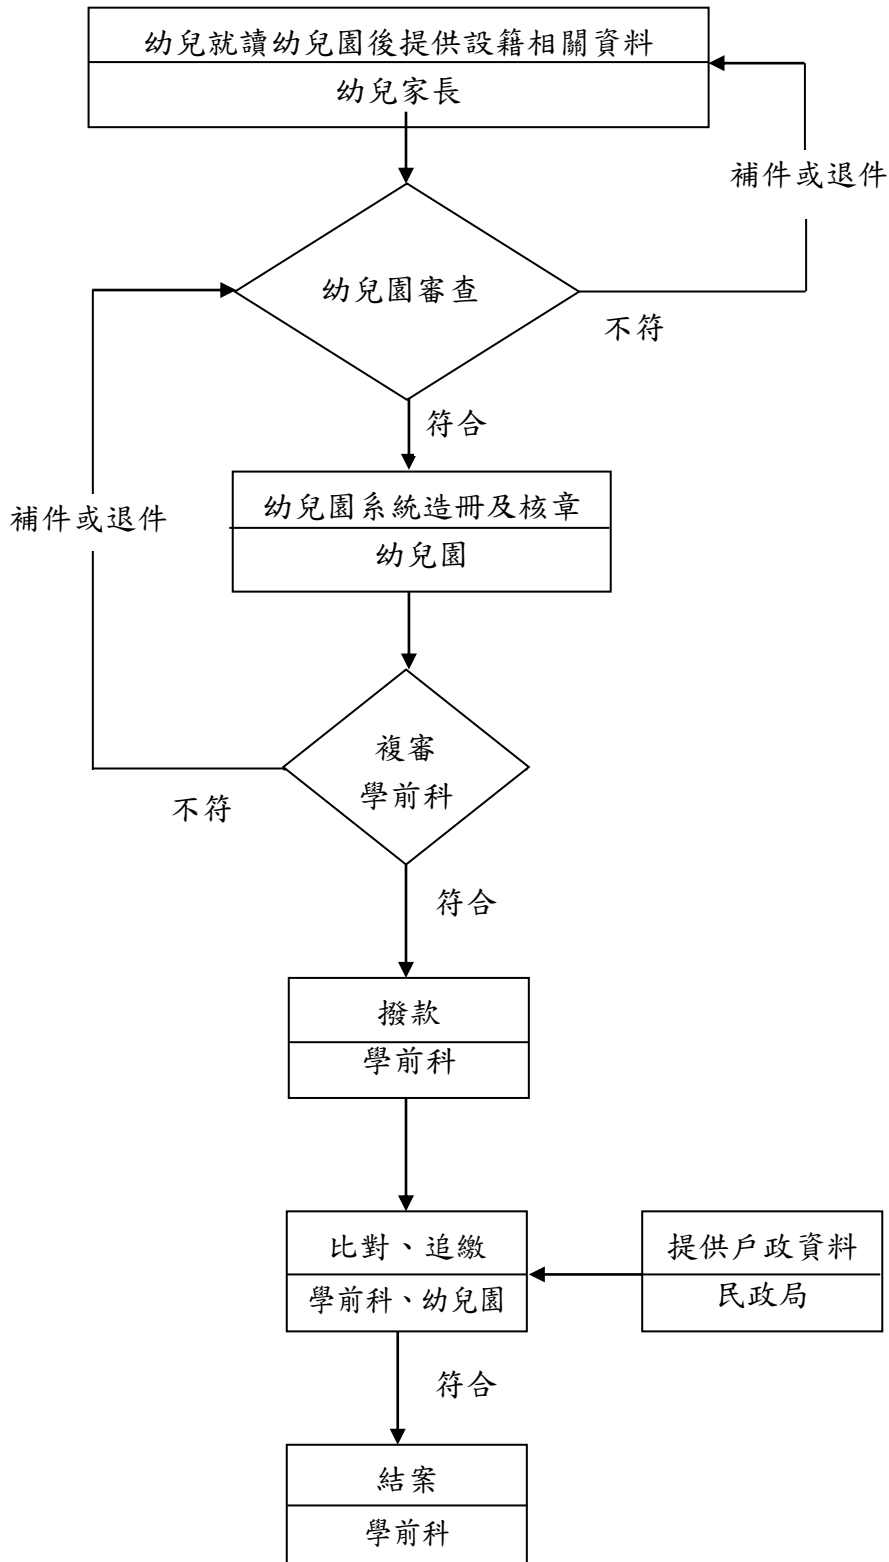 幼兒就讀幼兒園後提供設籍相關資料
幼兒家長
補件或退件
幼兒園審查
不符
符合
幼兒園系統造冊及核章
幼兒園
補件或退件
複審
學前科
不符
符合
撥款
學前科
比對、追繳
學前科、幼兒園
提供戶政資料
民政局
符合
結案
學前科